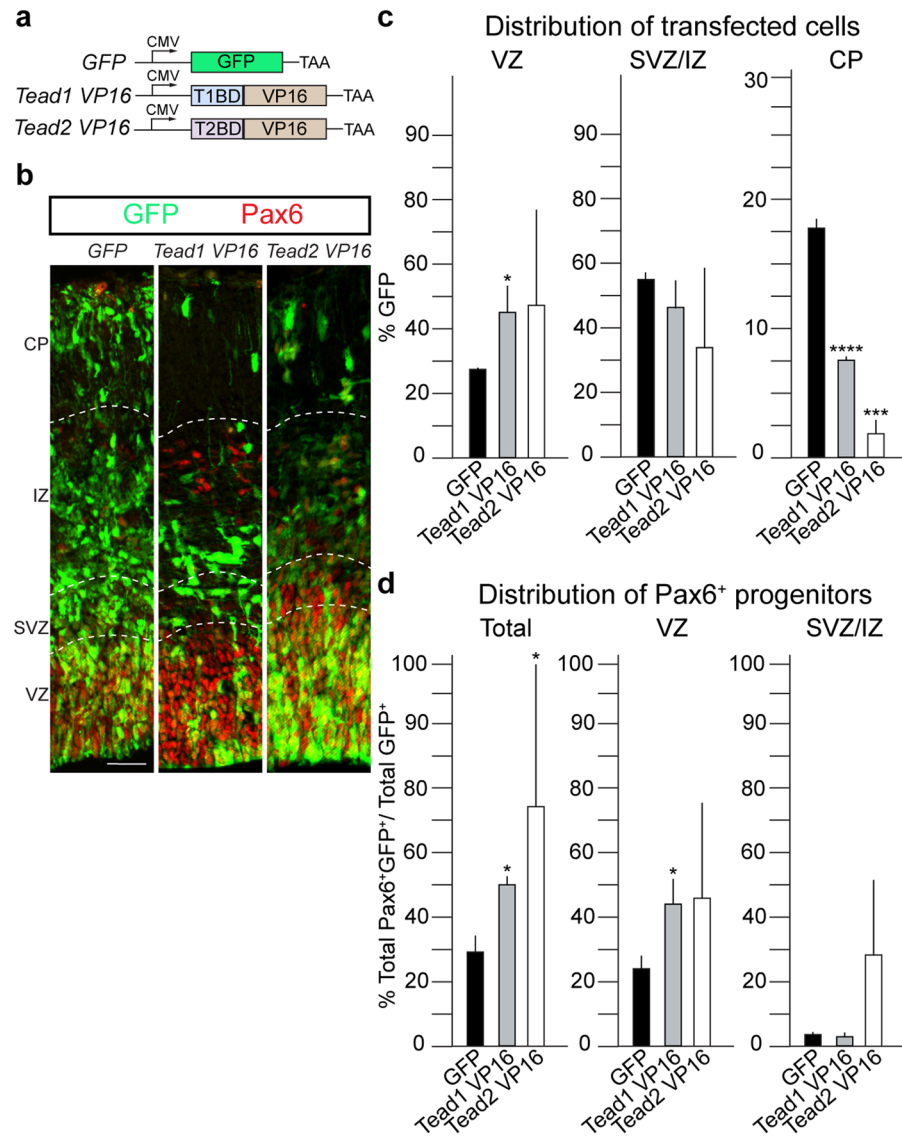 a
GFP CMV GFP TAA
Tead1 VP16 CMV T1BD VP16 TAA
Tead2 VP16 CMV T2BD VP16 TAA
b
GFP Pax6
GFP Tead1 VP16 Tead2 VP16
CP
IZ
SVZ
VZ
c
Distribution of transfected cells
VZ SVZ/IZ CP
% GFP
90
80
60
40
20
0
*
GFP
Tead1 VP16
Tead2 VP16
90
80
60
40
20
0
GFP
Tead1 VP16
Tead2 VP16
30
20
10
0
****
***
GFP
Tead1 VP16
Tead2 VP16
d
Distribution of Pax6⁺ progenitors
Total VZ SVZ/IZ
% Total Pax6⁺GFP⁺/ Total GFP⁺
100
90
80
60
40
20
0
*
*
GFP
Tead1 VP16
Tead2 VP16
100
90
80
60
40
20
0
*
GFP
Tead1 VP16
Tead2 VP16
100
90
80
60
40
20
0
GFP
Tead1 VP16
Tead2 VP16